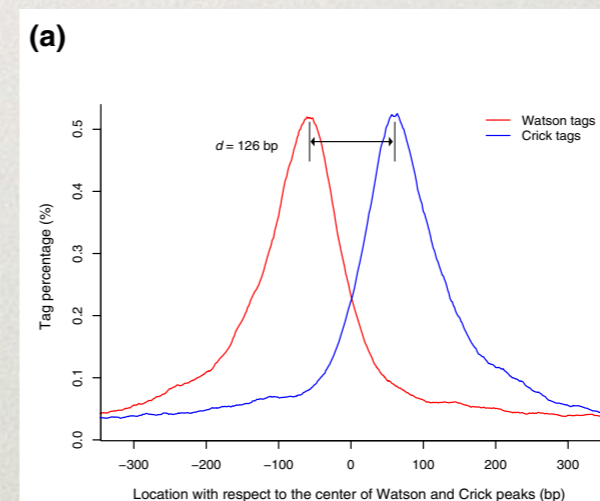 (a)
Watson tags
Crick tags
d = 126 bp
Tag percentage (%)
0.5
0.4
0.3
0.2
0.1
0.0
−300 −200 −100 0 100 200 300
Location with respect to the center of Watson and Crick peaks (bp)